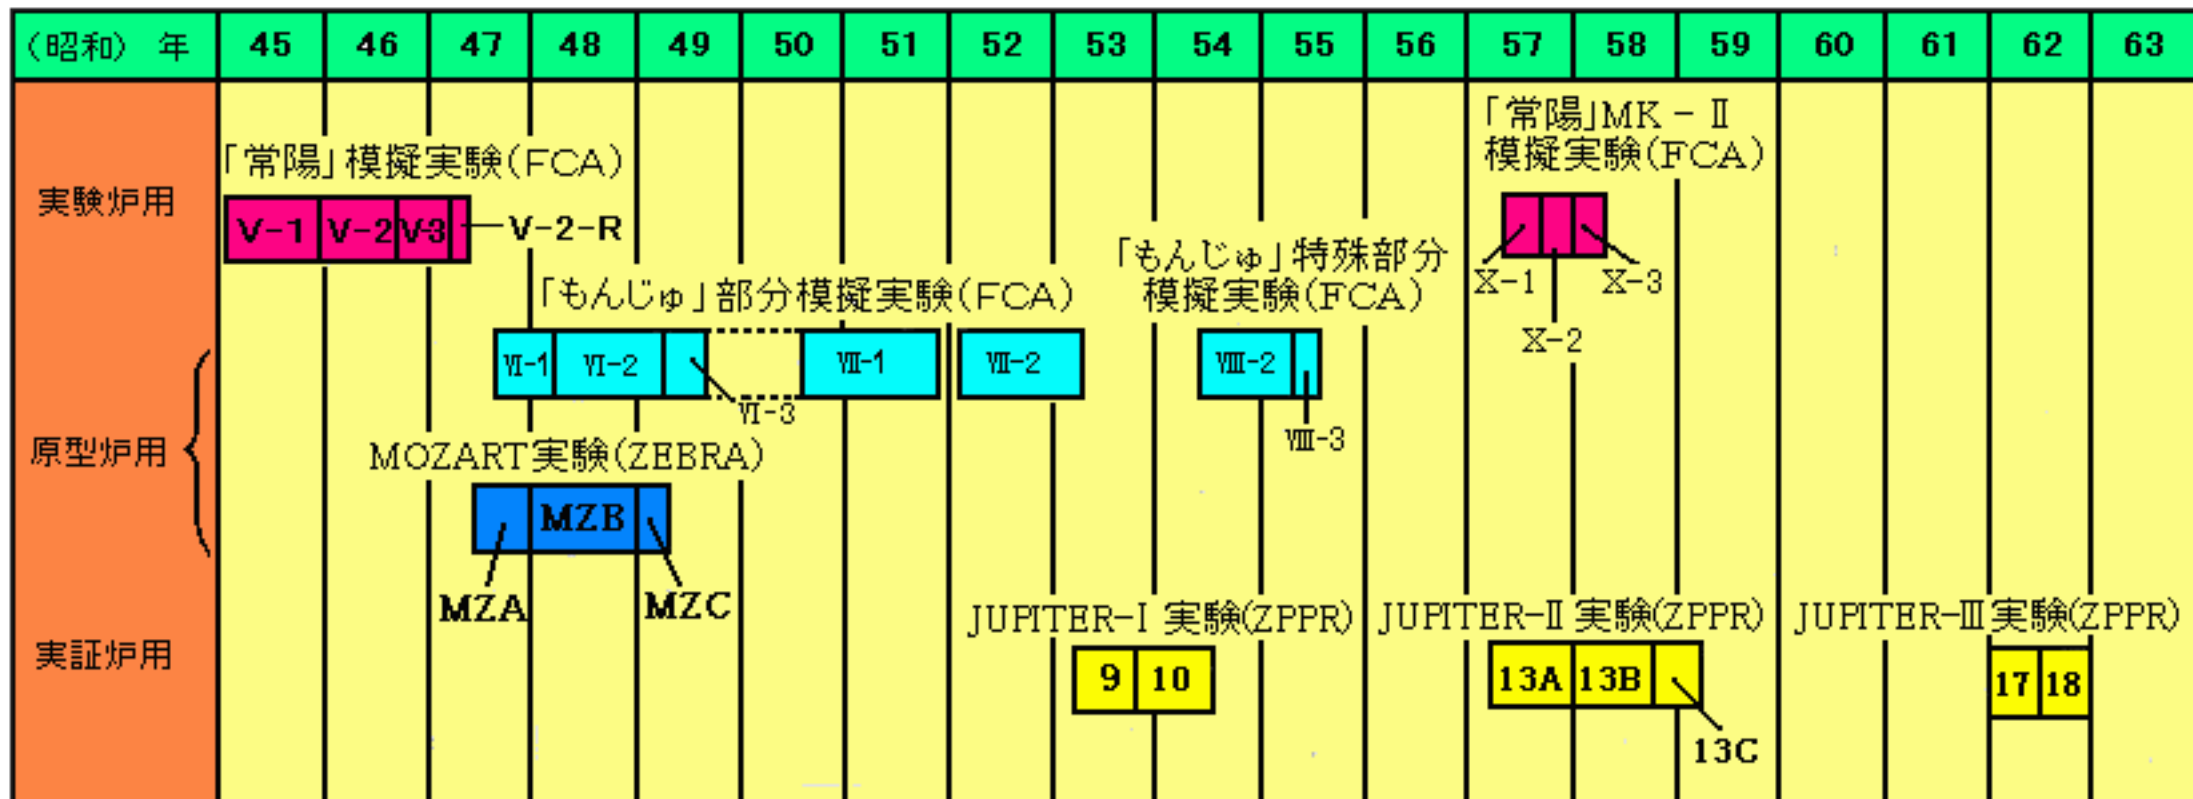 (昭和) 年 45 46 47 48 49 50 51 52 53 54 55 56 57 58 59 60 61 62 63
実験炉用
「常陽」模擬実験(FCA)
V-1 V-2 V-3 V-2-R
「常陽」MK-Ⅱ
模擬実験(FCA)
X-1 X-3
X-2
原型炉用
「もんじゅ」部分模擬実験(FCA)
Ⅵ-1 Ⅵ-2 Ⅶ-1 Ⅶ-2
Ⅵ-3
「もんじゅ」特殊部分
模擬実験(FCA)
Ⅷ-2
Ⅷ-3
MOZART実験(ZEBRA)
MZB
MZA MZC
実証炉用
JUPITER-Ⅰ 実験(ZPPR)
9 10
JUPITER-Ⅱ 実験(ZPPR)
13A 13B
13C
JUPITER-Ⅲ 実験(ZPPR)
17 18